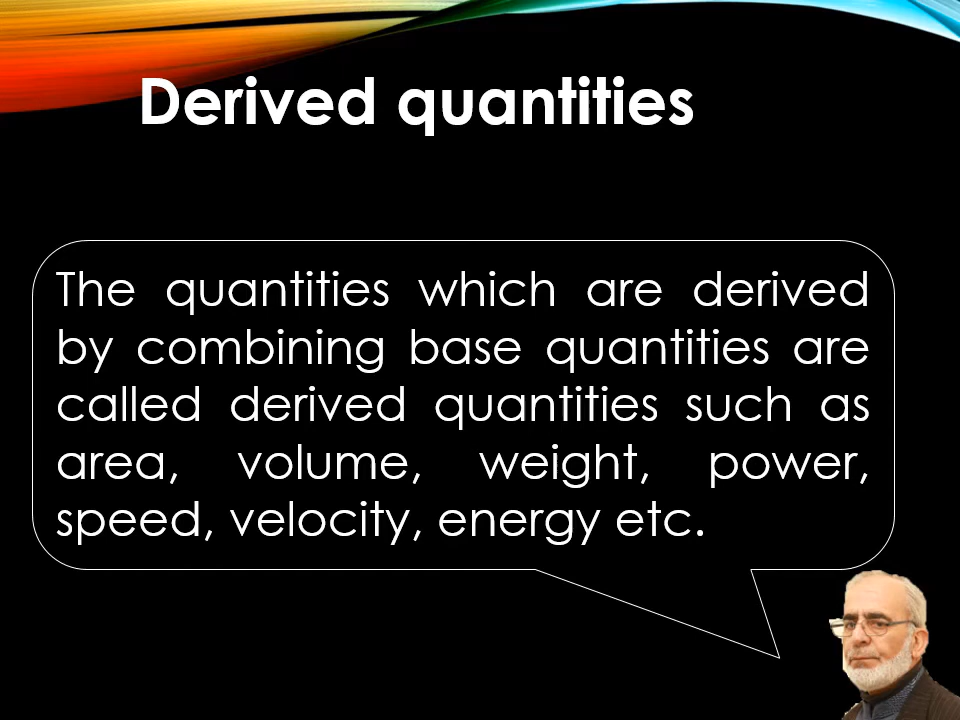 Derived quantities
The quantities which are derived
by combining base quantities are
called derived quantities such as
area, volume, weight, power,
speed, velocity, energy etc.